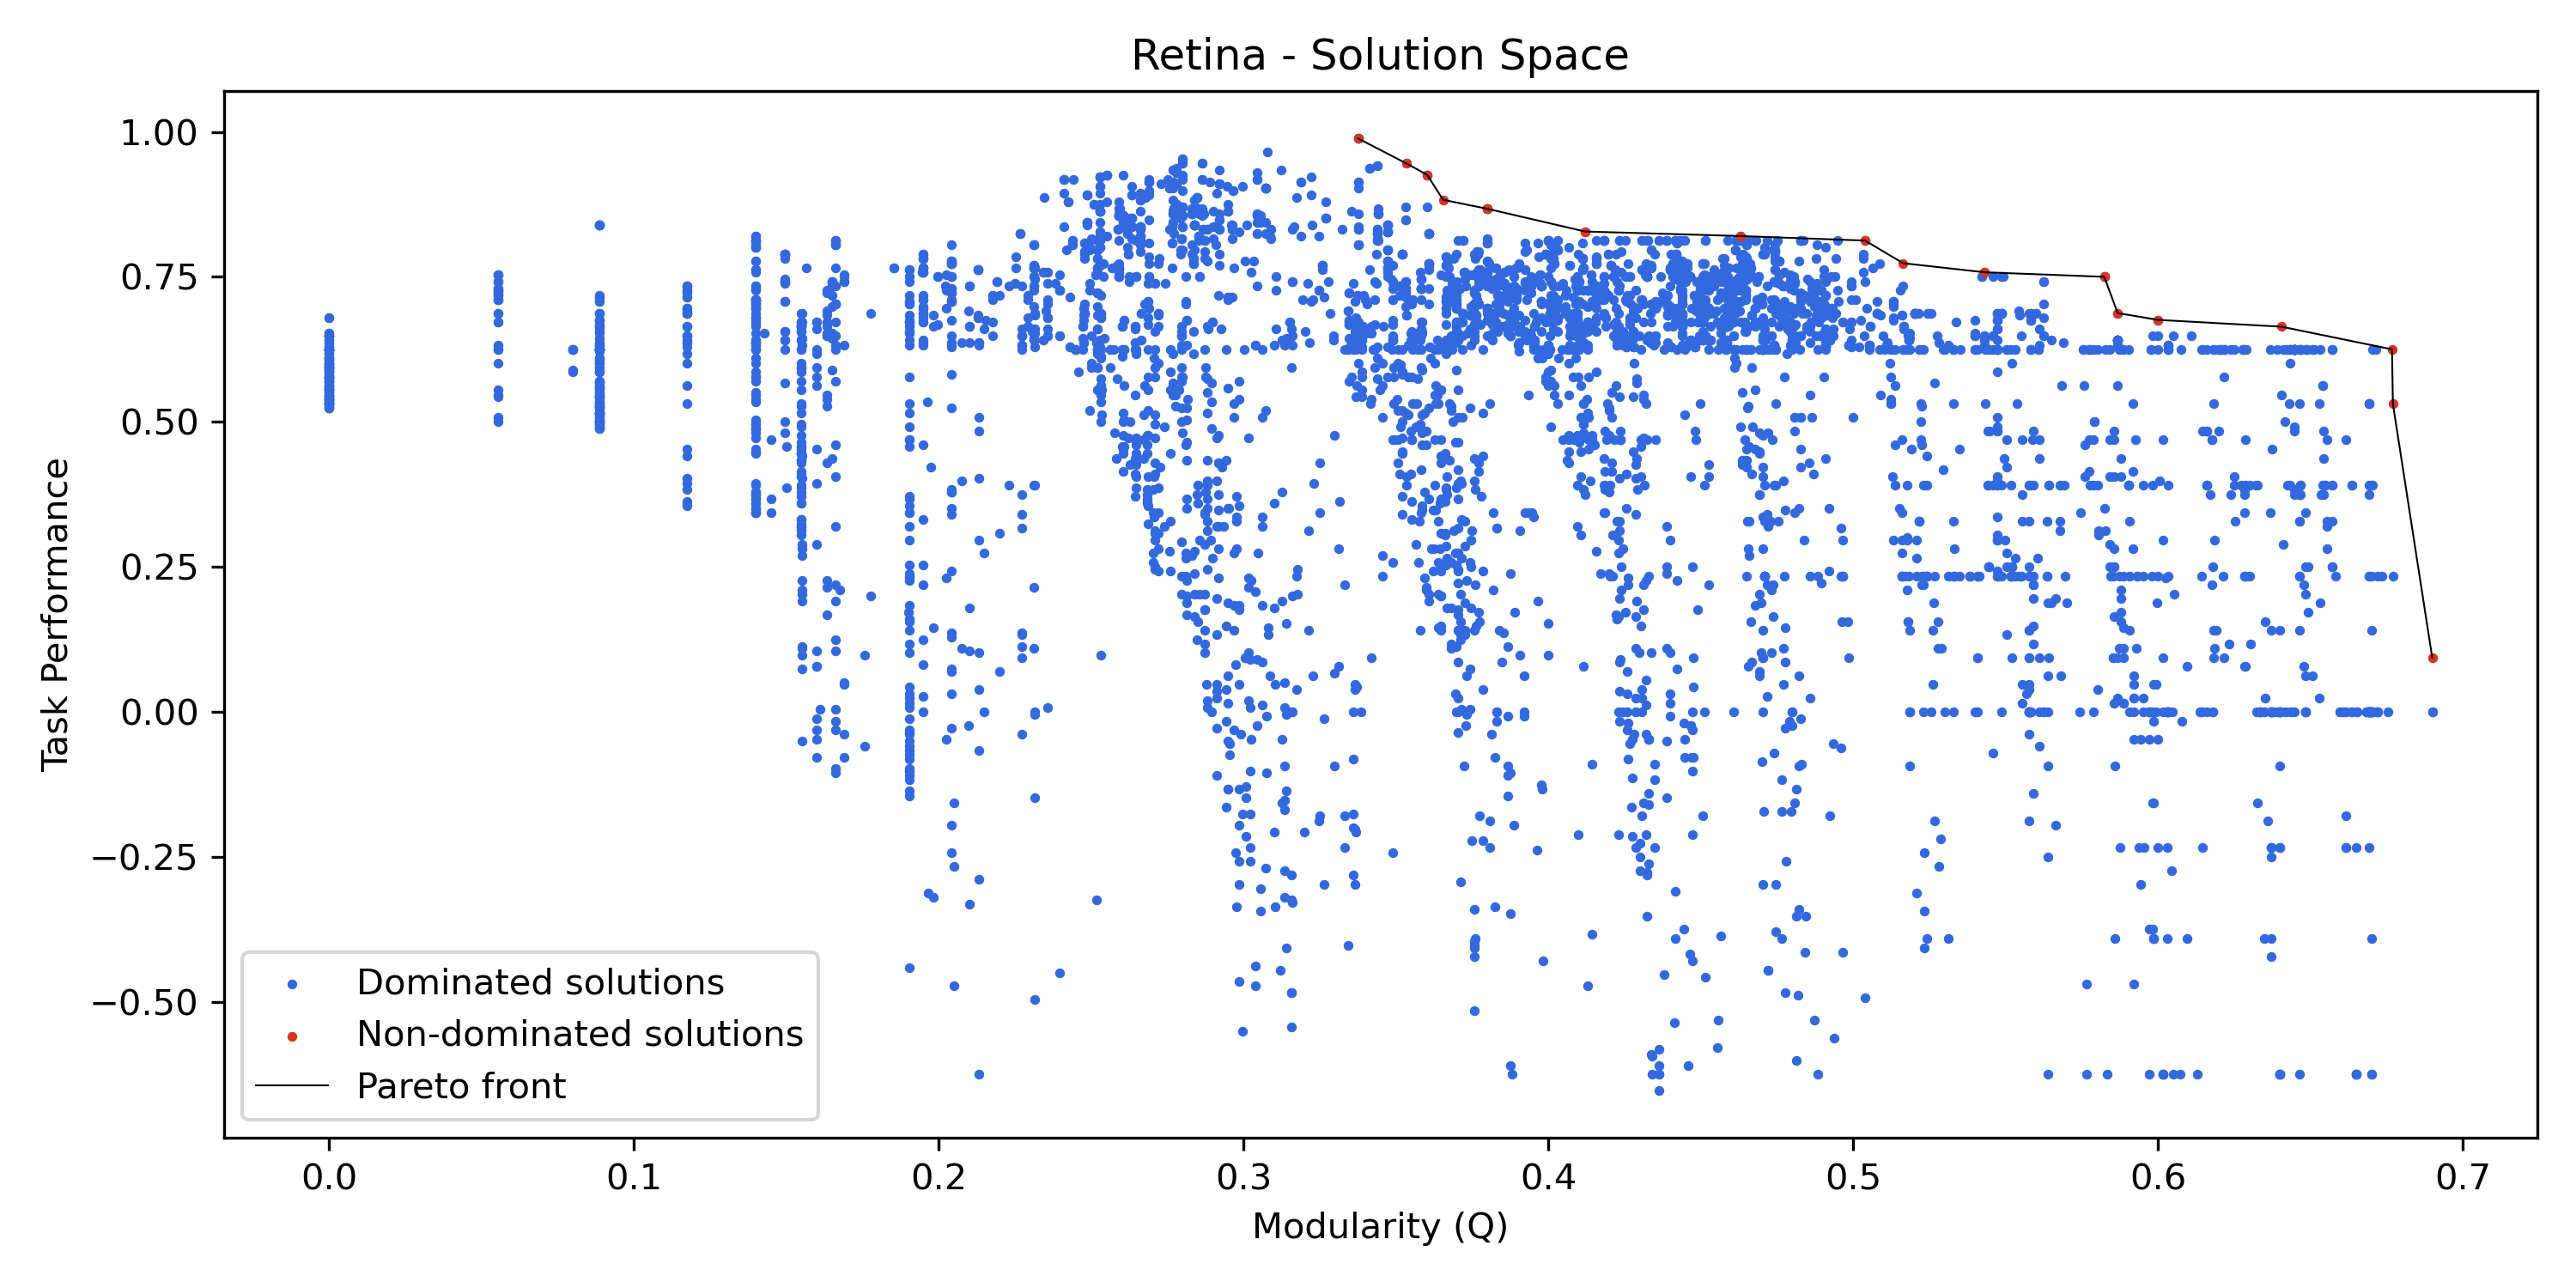 Retina - Solution Space
1.00
0.75
0.50
0.25
0.00
−0.25
−0.50
Task Performance
Dominated solutions
Non-dominated solutions
Pareto front
0.0 0.1 0.2 0.3 0.4 0.5 0.6 0.7
Modularity (Q)